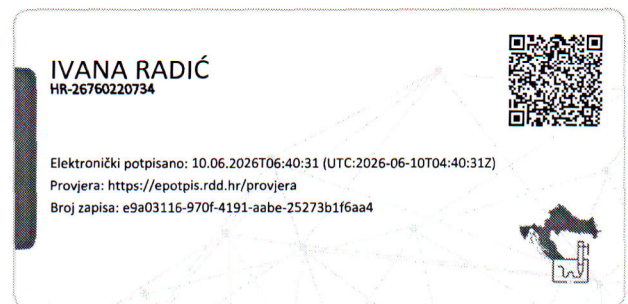 IVANA RADIĆ
HR-26760220734
Elektronički potpisano: 10.06.2026T06:40:31 (UTC:2026-06-10T04:40:31Z)
Provjera: https://epotpis.rdd.hr/provjera
Broj zapisa: e9a03116-970f-4191-aabe-25273b1f6aa4